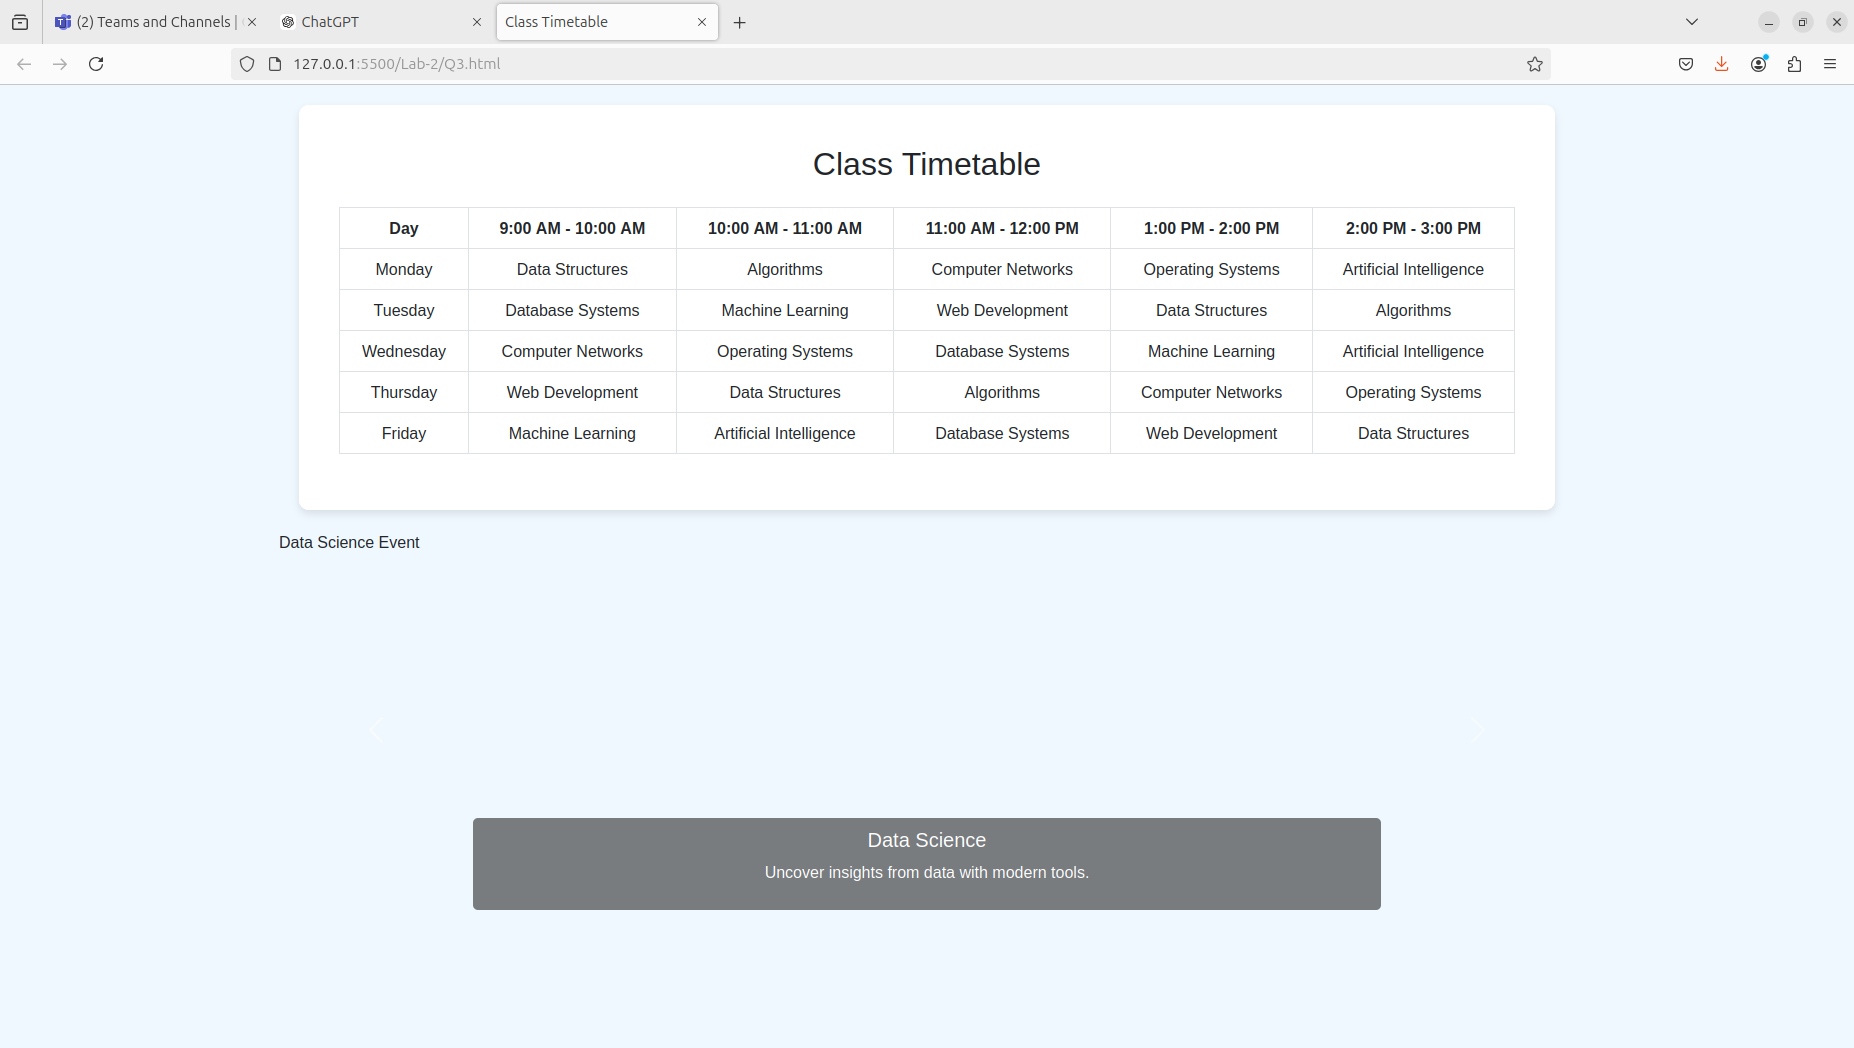 (2) Teams and Channels | ChatGPT Class Timetable
127.0.0.1:5500/Lab-2/Q3.html
Class Timetable
Day 9:00 AM - 10:00 AM 10:00 AM - 11:00 AM 11:00 AM - 12:00 PM 1:00 PM - 2:00 PM 2:00 PM - 3:00 PM
Monday Data Structures Algorithms Computer Networks Operating Systems Artificial Intelligence
Tuesday Database Systems Machine Learning Web Development Data Structures Algorithms
Wednesday Computer Networks Operating Systems Database Systems Machine Learning Artificial Intelligence
Thursday Web Development Data Structures Algorithms Computer Networks Operating Systems
Friday Machine Learning Artificial Intelligence Database Systems Web Development Data Structures
Data Science Event
Data Science
Uncover insights from data with modern tools.